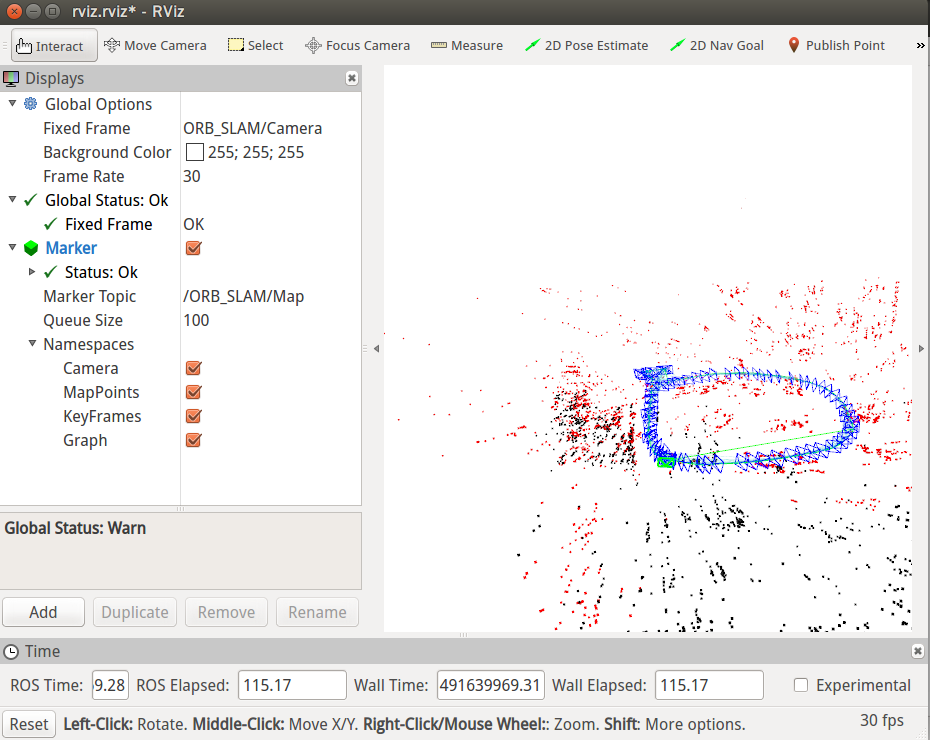 rviz.rviz* - RViz
Interact Move Camera Select Focus Camera Measure 2D Pose Estimate 2D Nav Goal Publish Point »
Displays
Global Options
Fixed Frame ORB_SLAM/Camera
Background Color 255; 255; 255
Frame Rate 30
Global Status: Ok
Fixed Frame OK
Marker
Status: Ok
Marker Topic /ORB_SLAM/Map
Queue Size 100
Namespaces
Camera
MapPoints
KeyFrames
Graph
Global Status: Warn
Add Duplicate Remove Rename
Time
ROS Time: 9.28 ROS Elapsed: 115.17 Wall Time: 491639969.31 Wall Elapsed: 115.17 Experimental
Reset Left-Click: Rotate. Middle-Click: Move X/Y. Right-Click/Mouse Wheel:: Zoom. Shift: More options. 30 fps